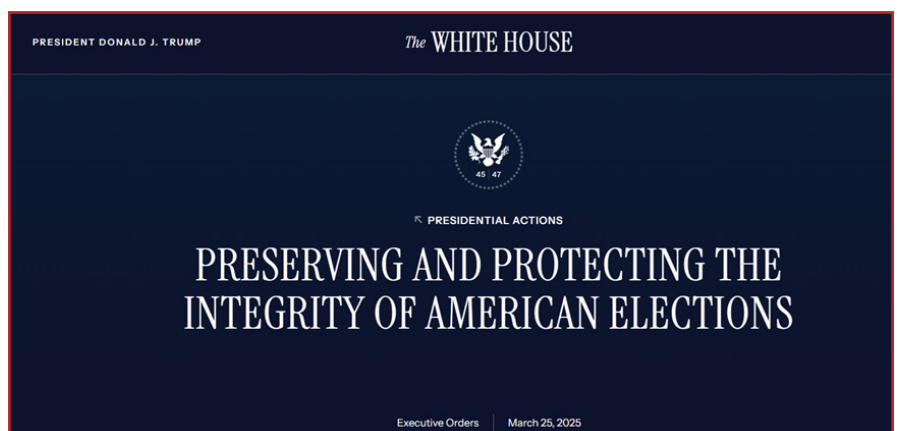 PRESIDENT DONALD J. TRUMP
The WHITE HOUSE
45 47
PRESIDENTIAL ACTIONS
PRESERVING AND PROTECTING THE
INTEGRITY OF AMERICAN ELECTIONS
Executive Orders March 25, 2025